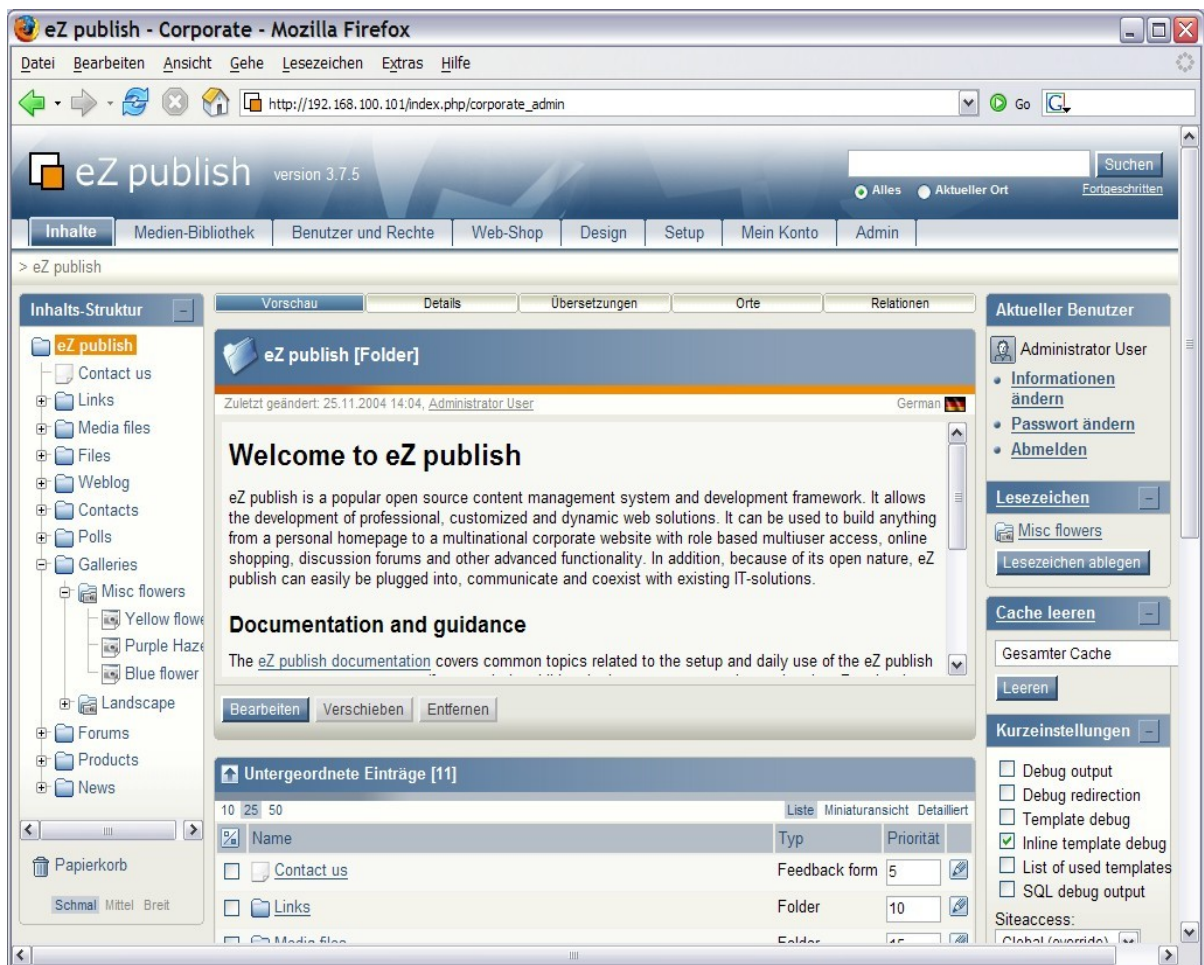 eZ publish - Corporate - Mozilla Firefox
Datei Bearbeiten Ansicht Gehe Lesezeichen Extras Hilfe
http://192.168.100.101/index.php/corporate_admin
Go
eZ publish version 3.7.5
Suchen
Alles Aktueller Ort Fortgeschritten
Inhalte Medien-Bibliothek Benutzer und Rechte Web-Shop Design Setup Mein Konto Admin
> eZ publish
Inhalts-Struktur
eZ publish
Contact us
Links
Media files
Files
Weblog
Contacts
Polls
Galleries
Misc flowers
Yellow flowe
Purple Haze
Blue flower
Landscape
Forums
Products
News
Papierkorb
Schmal Mittel Breit
Vorschau Details Übersetzungen Orte Relationen
eZ publish [Folder]
Zuletzt geändert: 25.11.2004 14:04, Administrator User German
Welcome to eZ publish
eZ publish is a popular open source content management system and development framework. It allows
the development of professional, customized and dynamic web solutions. It can be used to build anything
from a personal homepage to a multinational corporate website with role based multiuser access, online
shopping, discussion forums and other advanced functionality. In addition, because of its open nature, eZ
publish can easily be plugged into, communicate and coexist with existing IT-solutions.
Documentation and guidance
The eZ publish documentation covers common topics related to the setup and daily use of the eZ publish
Bearbeiten Verschieben Entfernen
Untergeordnete Einträge [11]
10 25 50 Liste Miniaturansicht Detailliert
Name Typ Priorität
Contact us Feedback form 5
Links Folder 10
Media files Folder 15
Aktueller Benutzer
Administrator User
Informationen
ändern
Passwort ändern
Abmelden
Lesezeichen
Misc flowers
Lesezeichen ablegen
Cache leeren
Gesamter Cache
Leeren
Kurzeinstellungen
Debug output
Debug redirection
Template debug
Inline template debug
List of used templates
SQL debug output
Siteaccess:
Global (override)